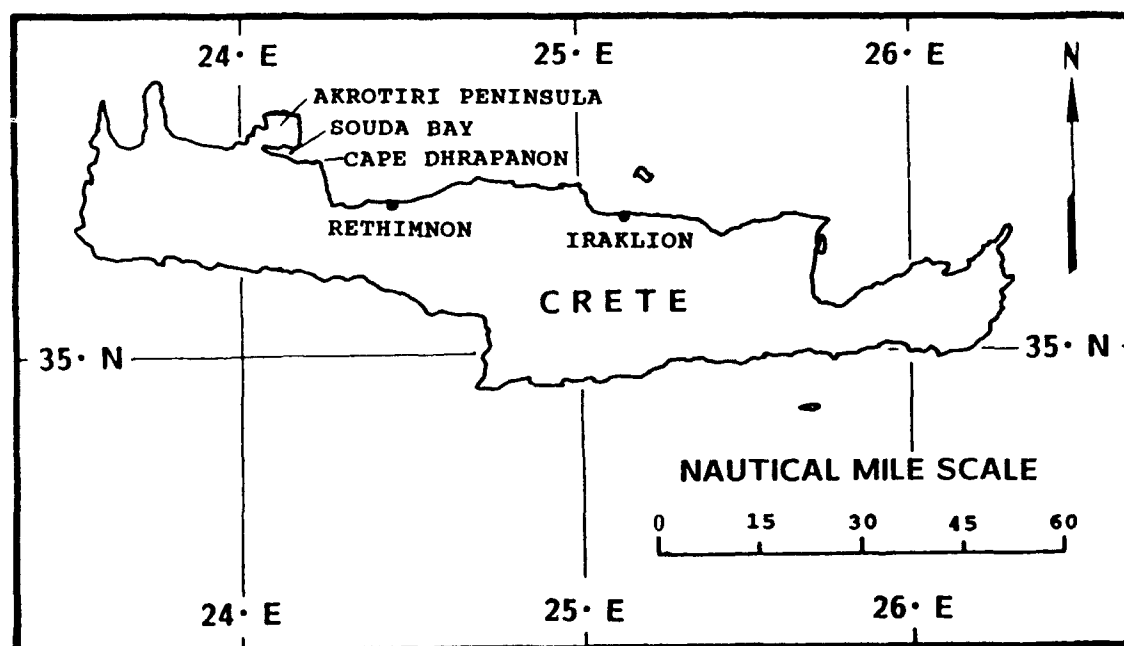 24° E 25° E 26° E N
AKROTIRI PENINSULA
SOUDA BAY
CAPE DHRAPANON
RETHIMNON IRAKLION
CRETE
35° N 35° N
NAUTICAL MILE SCALE
0 15 30 45 60
24° E 25° E 26° E